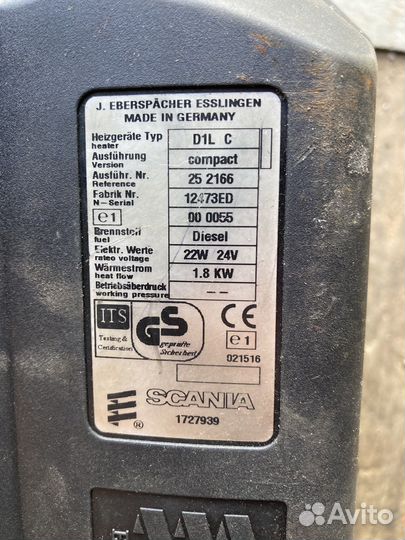 J. EBERSPÄCHER ESSLINGEN
MADE IN GERMANY
Heizgeräte Typ D1L C
heater
Ausführung compact
Version
Ausführ. Nr. 25 2166
Reference
Fabrik Nr. 12473ED
N-Serial
e1 00 0055
Brennstoff Diesel
fuel
Elektr. Werte 22W 24V
rated voltage
Wärmestrom 1.8 KW
heat flow
Betriebsüberdruck --
working pressure
ITS
Testing &
Certification
GS
geprüfte
Sicherheit
CE
e1
021516
®
SCANIA
1727939
Avito